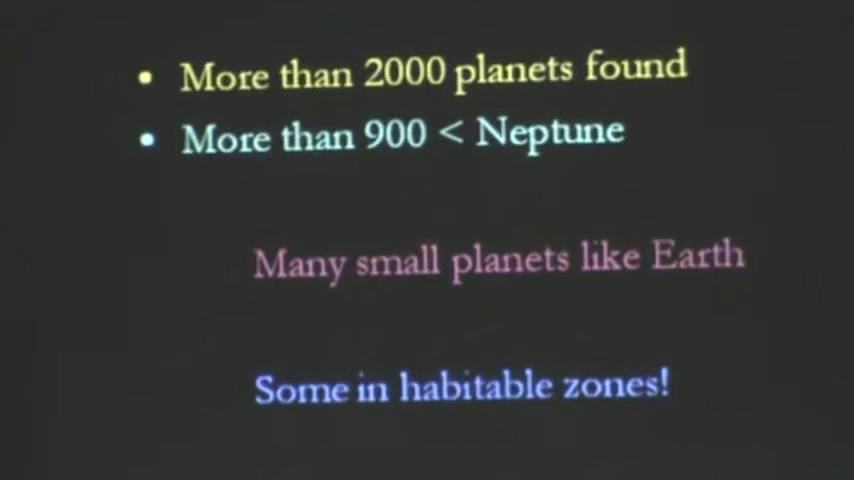 • More than 2000 planets found
• More than 900 < Neptune
Many small planets like Earth
Some in habitable zones!